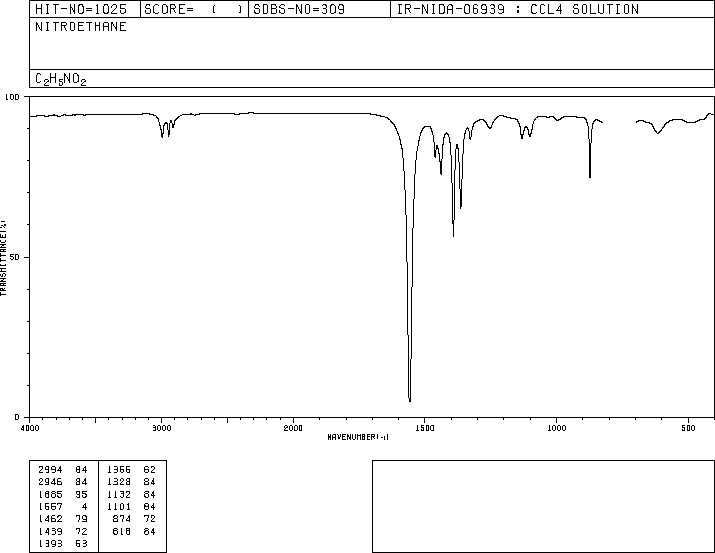 HIT-NO=1025 SCORE= ( ) SDBS-NO=309 IR-NIDA-06939 : CCL4 SOLUTION
NITROETHANE
C₂H₅NO₂
100
50
0
TRANSMITTANCE(%)
4000 3000 2000 1500 1000 500
WAVENUMBER(-1)
2994 84 1366 62
2946 84 1328 84
95 1132 84
1557 4 1101 84
1462 79 874 72
1439 72 618 84
1393 53